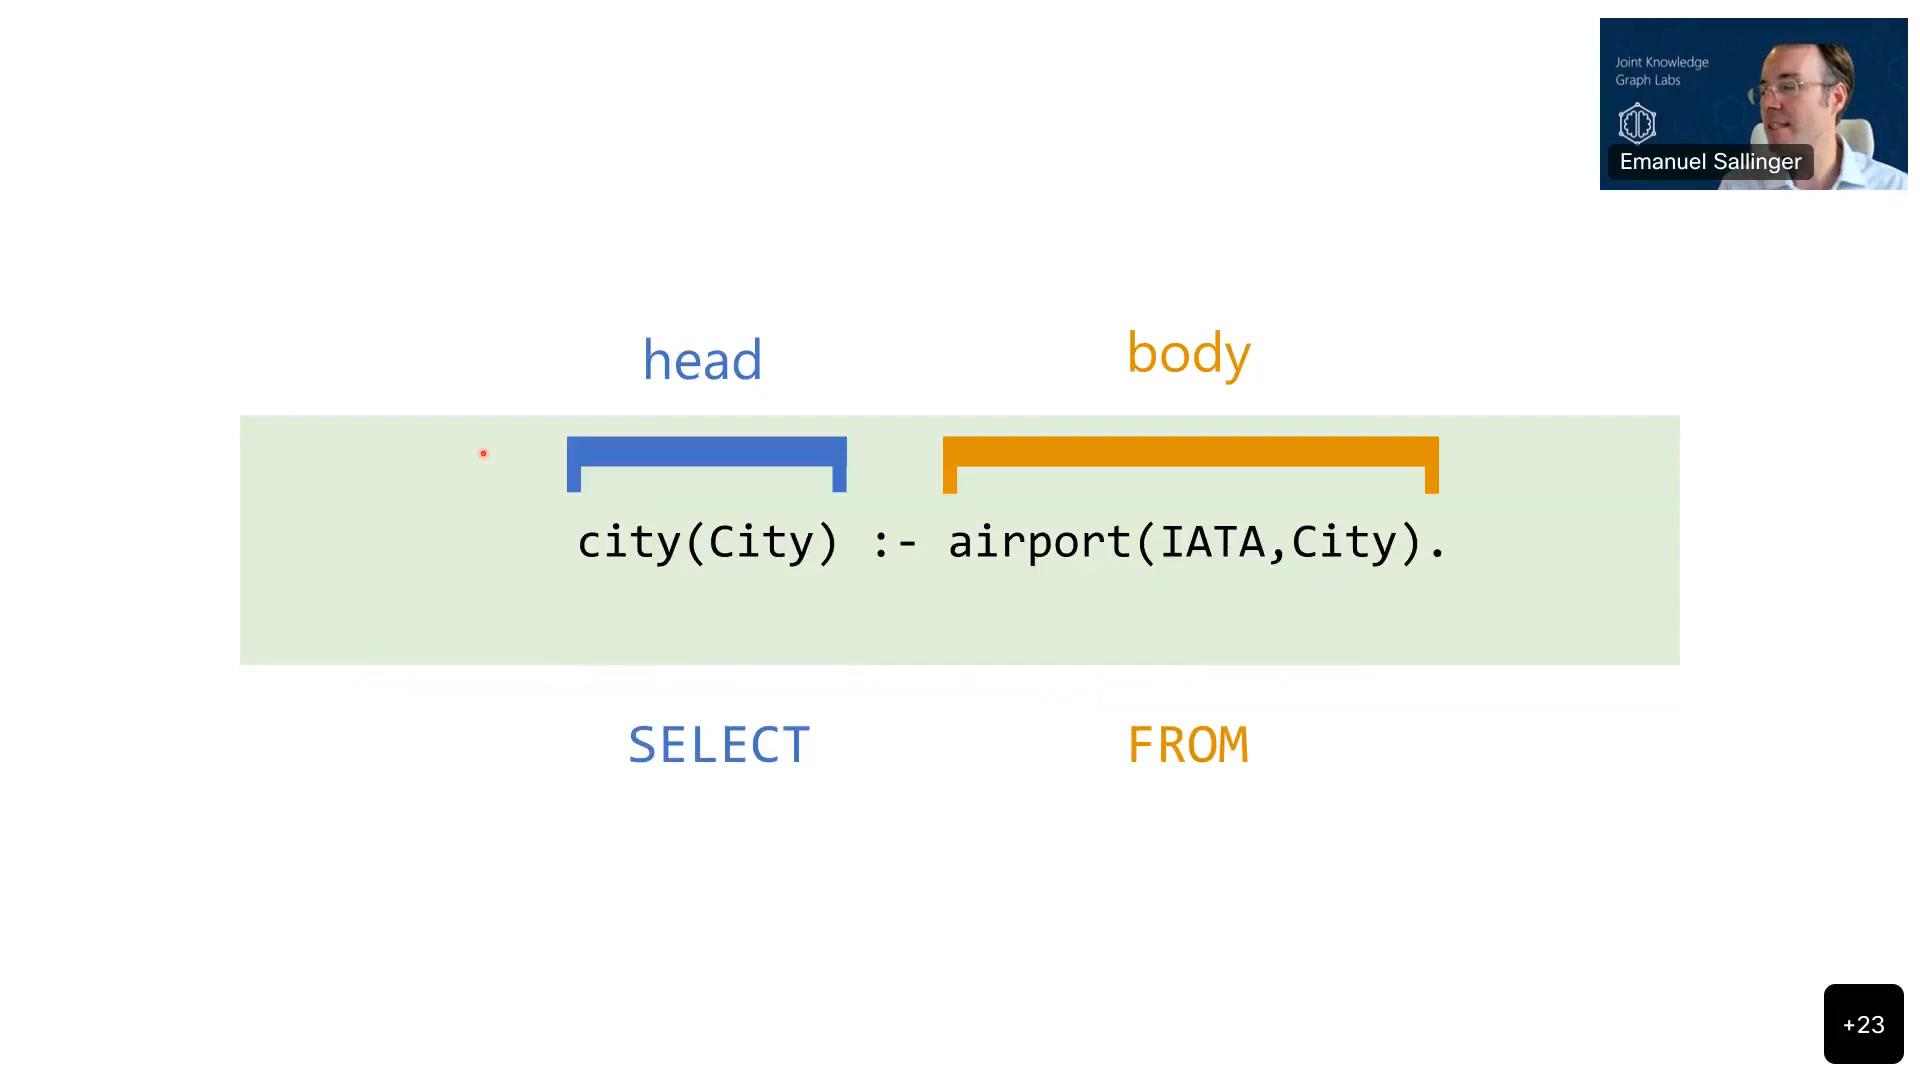 Joint Knowledge
Graph Labs
Emanuel Sallinger
head
body
city(City) :- airport(IATA,City).
SELECT
FROM
+23